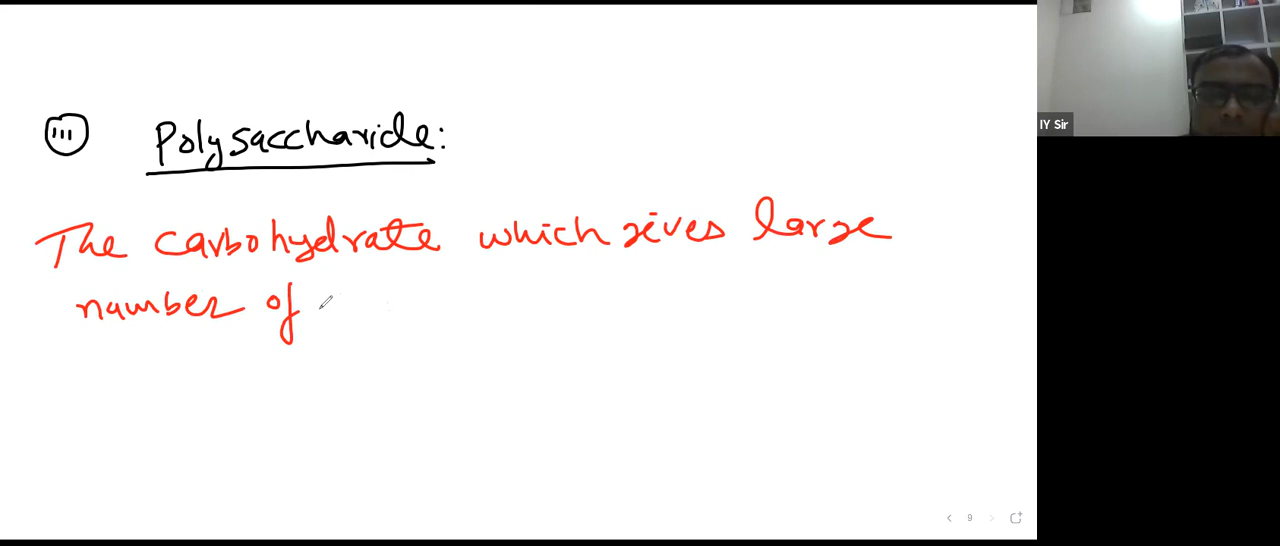 (iii) Polysaccharide:
The carbohydrate which gives large
number of
IY Sir
9